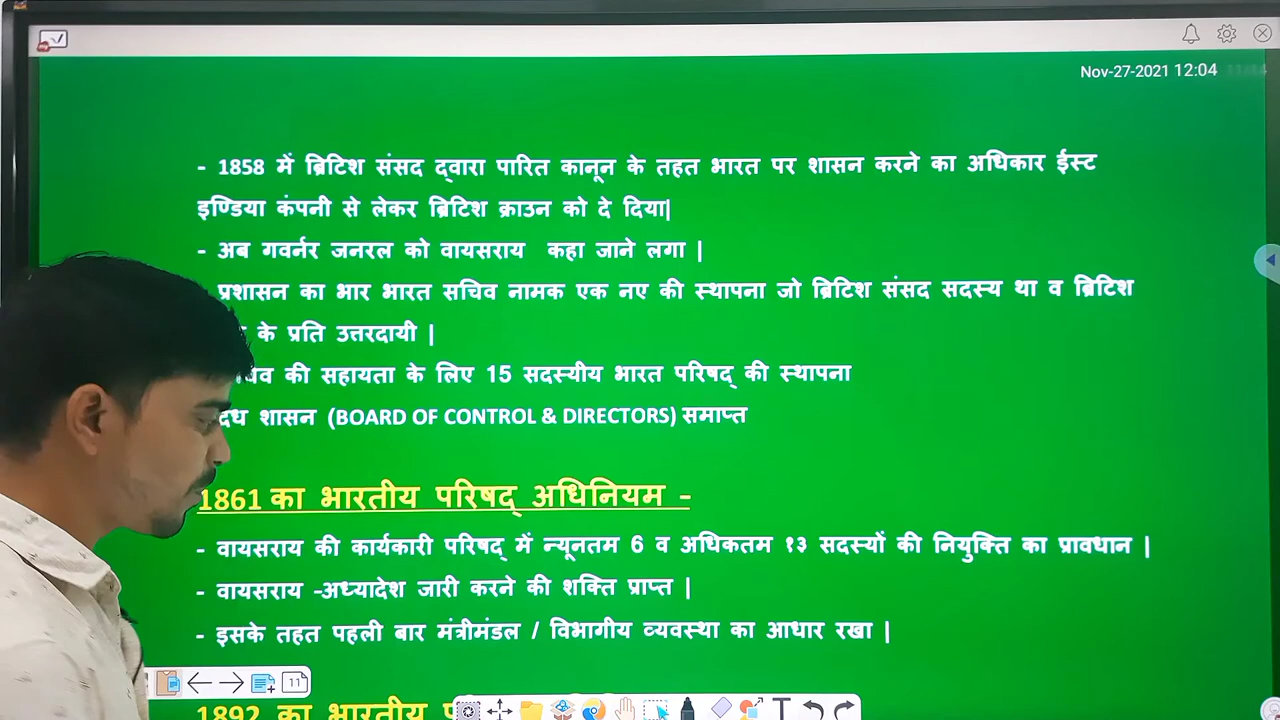 Nov-27-2021 12:04
- 1858 में ब्रिटिश संसद द्वारा पारित कानून के तहत भारत पर शासन करने का अधिकार ईस्ट
इण्डिया कंपनी से लेकर ब्रिटिश क्राउन को दे दिया|
- अब गवर्नर जनरल को वायसराय कहा जाने लगा |
प्रशासन का भार भारत सचिव नामक एक नए की स्थापना जो ब्रिटिश संसद सदस्य था व ब्रिटिश
के प्रति उत्तरदायी |
की सहायता के लिए 15 सदस्यीय भारत परिषद् की स्थापना
शासन (BOARD OF CONTROL & DIRECTORS) समाप्त
1861 का भारतीय परिषद् अधिनियम -
- वायसराय की कार्यकारी परिषद् में न्यूनतम 6 व अधिकतम १३ सदस्यों की नियुक्ति का प्रावधान |
- वायसराय -अध्यादेश जारी करने की शक्ति प्राप्त |
- इसके तहत पहली बार मंत्रीमंडल / विभागीय व्यवस्था का आधार रखा |
11
1892 का भारतीय